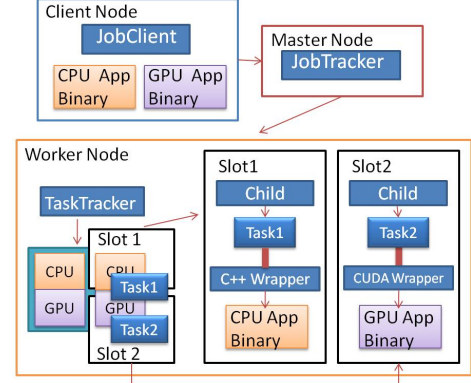 Client Node
JobClient
CPU App
Binary
GPU App
Binary
Master Node
JobTracker
Worker Node
TaskTracker
CPU
GPU
Slot 1
CPU
Task1
GPU
Task2
Slot 2
Slot1
Child
Task1
C++ Wrapper
CPU App
Binary
Slot2
Child
Task2
CUDA Wrapper
GPU App
Binary